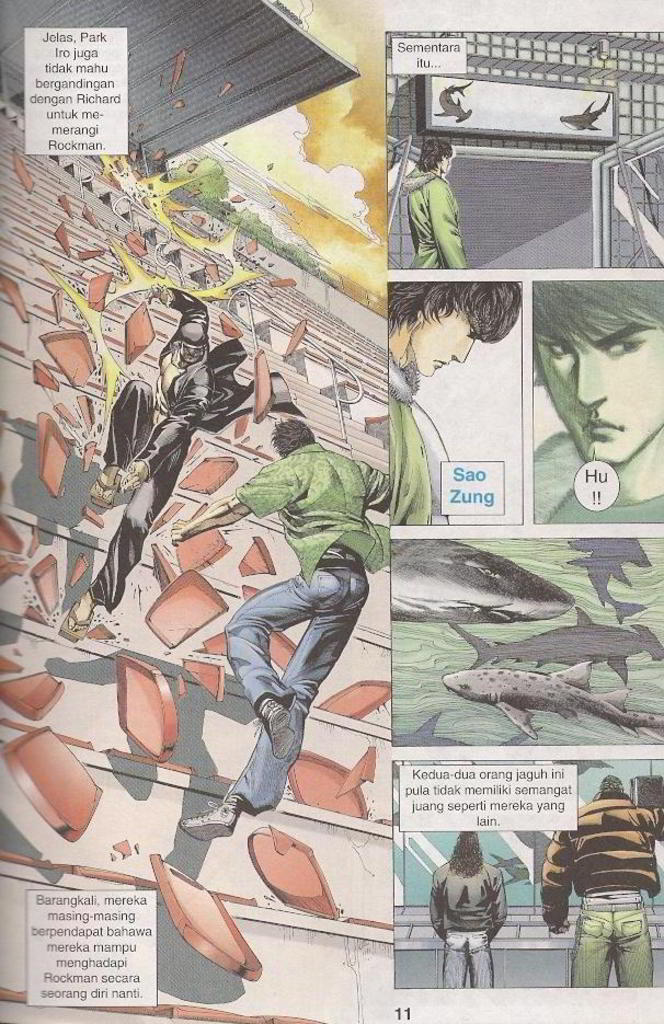 Jelas, Park
Iro juga
tidak mahu
bergandingan
dengan Richard
untuk me-
merangi
Rockman.
Barangkali, mereka
masing-masing
berpendapat bahawa
mereka mampu
menghadapi
Rockman secara
seorang diri nanti.
Sementara
itu...
Sao
Zung
Hu
!!
Kedua-dua orang jaguh ini
pula tidak memiliki semangat
juang seperti mereka yang
lain.
11